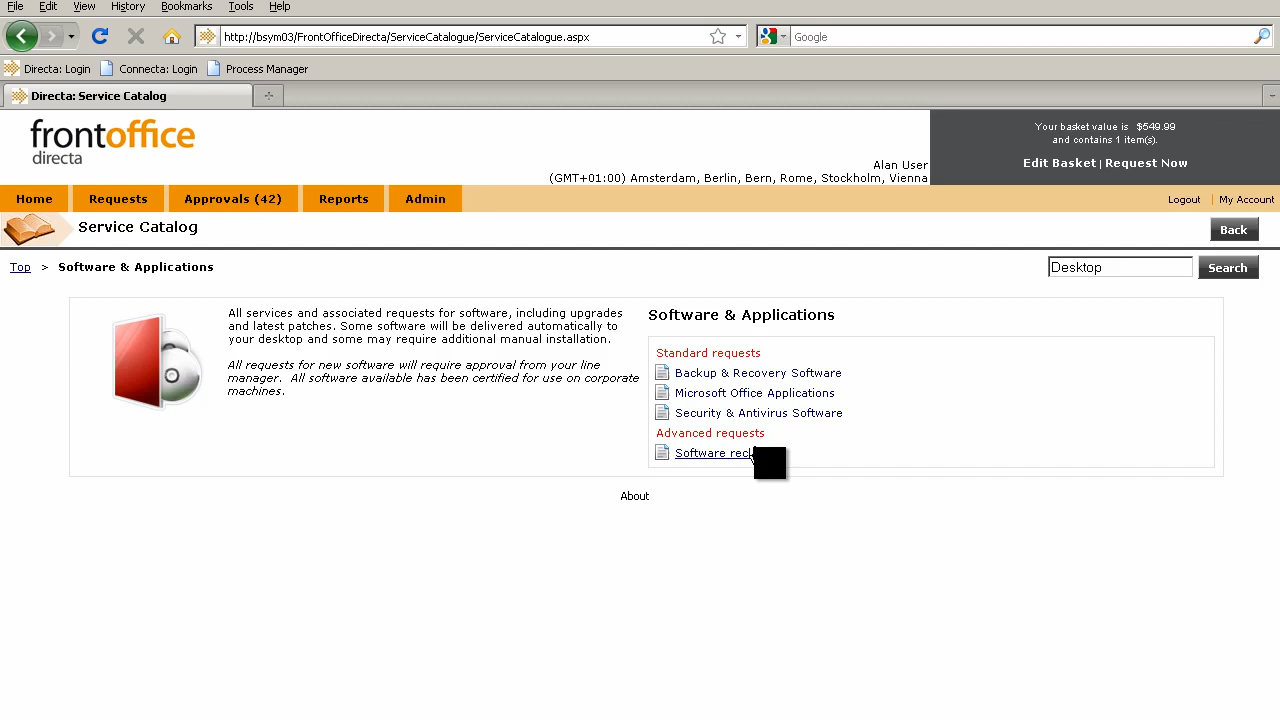 File Edit View History Bookmarks Tools Help
http://bsym03/FrontOfficeDirecta/ServiceCatalogue/ServiceCatalogue.aspx
Google
Directa: Login Connecta: Login Process Manager
Directa: Service Catalog
frontoffice
directa
Alan User
(GMT+01:00) Amsterdam, Berlin, Bern, Rome, Stockholm, Vienna
Your basket value is $549.99
and contains 1 item(s).
Edit Basket | Request Now
Home Requests Approvals (42) Reports Admin
Logout | My Account
Service Catalog
Back
Top > Software & Applications
Desktop
Search
All services and associated requests for software, including upgrades
and latest patches. Some software will be delivered automatically to
your desktop and some may require additional manual installation.
All requests for new software will require approval from your line
manager. All software available has been certified for use on corporate
machines.
Software & Applications
Standard requests
Backup & Recovery Software
Microsoft Office Applications
Security & Antivirus Software
Advanced requests
Software
About